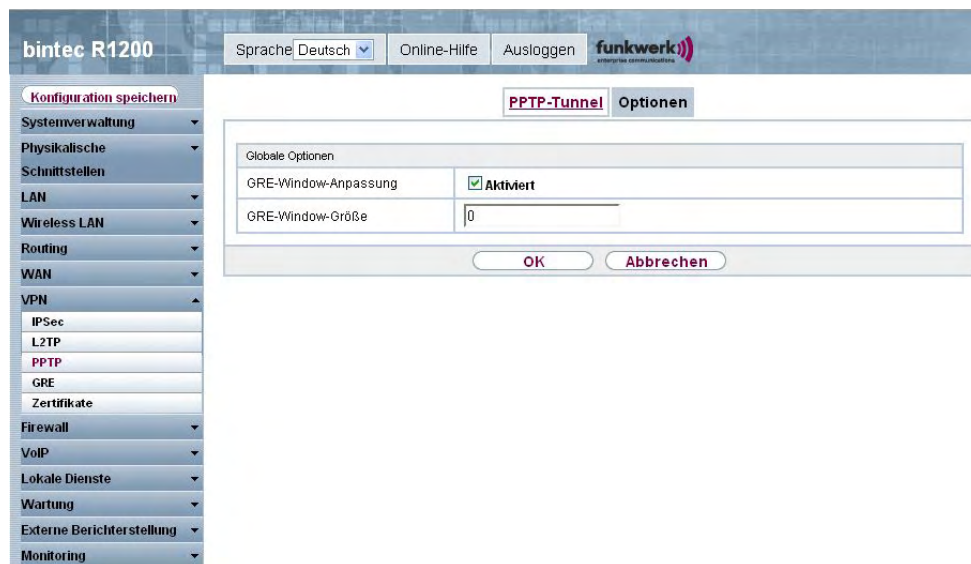 bintec R1200
Sprache Deutsch
Online-Hilfe
Ausloggen
funkwerk
enterprise communications
Konfiguration speichern
Systemverwaltung
Physikalische
Schnittstellen
LAN
Wireless LAN
Routing
WAN
VPN
IPSec
L2TP
PPTP
GRE
Zertifikate
Firewall
VoIP
Lokale Dienste
Wartung
Externe Berichterstellung
Monitoring
PPTP-Tunnel
Optionen
Globale Optionen
GRE-Window-Anpassung
Aktiviert
GRE-Window-Größe
0
OK
Abbrechen